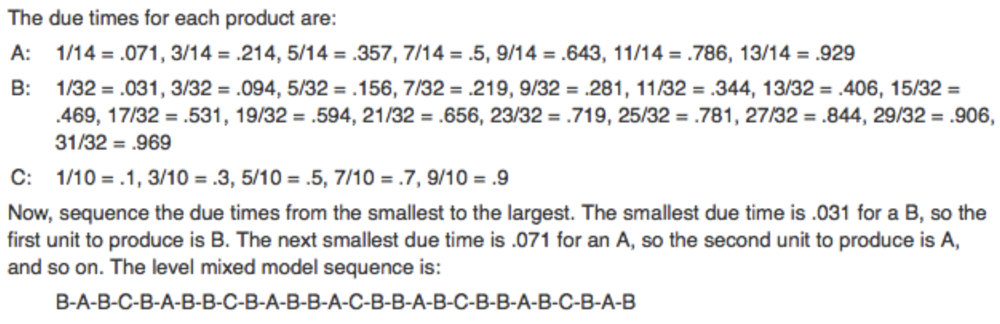 The due times for each product are:
A: 1/14 = .071, 3/14 = .214, 5/14 = .357, 7/14 = .5, 9/14 = .643, 11/14 = .786, 13/14 = .929
B: 1/32 = .031, 3/32 = .094, 5/32 = .156, 7/32 = .219, 9/32 = .281, 11/32 = .344, 13/32 = .406, 15/32 =
.469, 17/32 = .531, 19/32 = .594, 21/32 = .656, 23/32 = .719, 25/32 = .781, 27/32 = .844, 29/32 = .906,
31/32 = .969
C: 1/10 = .1, 3/10 = .3, 5/10 = .5, 7/10 = .7, 9/10 = .9
Now, sequence the due times from the smallest to the largest. The smallest due time is .031 for a B, so the
first unit to produce is B. The next smallest due time is .071 for an A, so the second unit to produce is A,
and so on. The level mixed model sequence is:
B-A-B-C-B-A-B-B-C-B-A-B-B-A-C-B-B-A-B-C-B-B-A-B-C-B-A-B